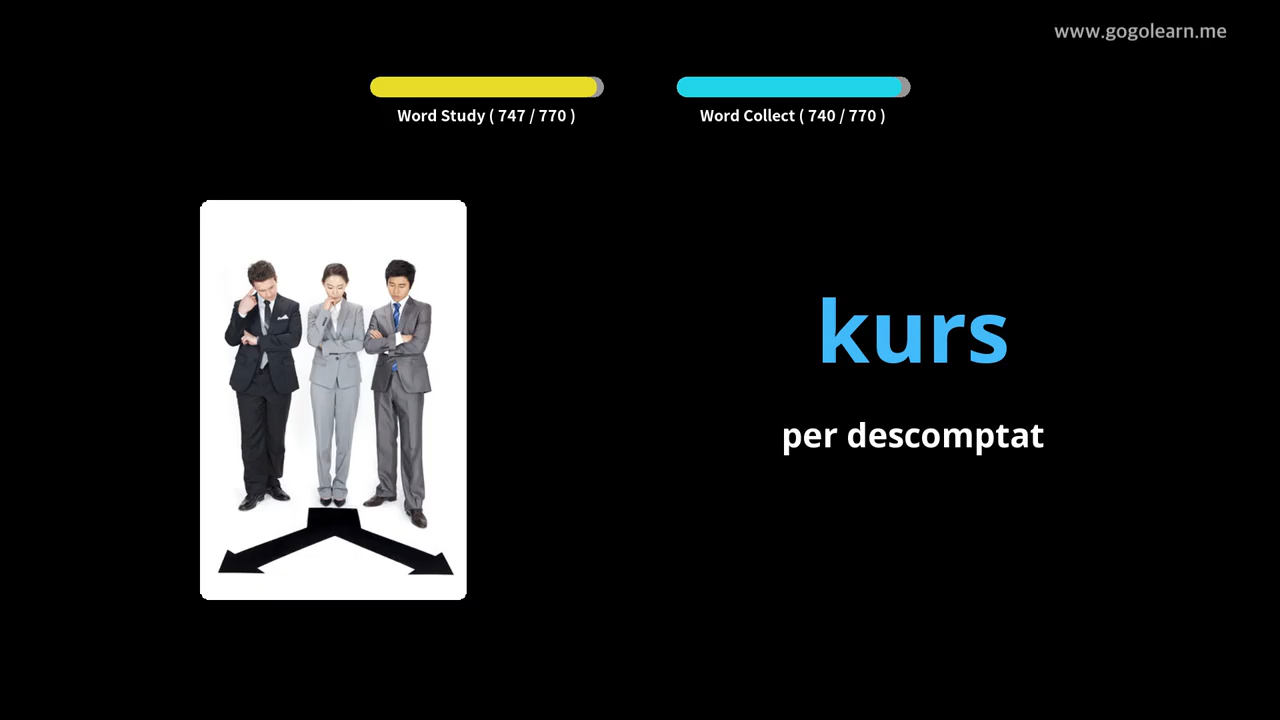 www.gogolearn.me
Word Study ( 747 / 770 )
Word Collect ( 740 / 770 )
kurs
per descomptat